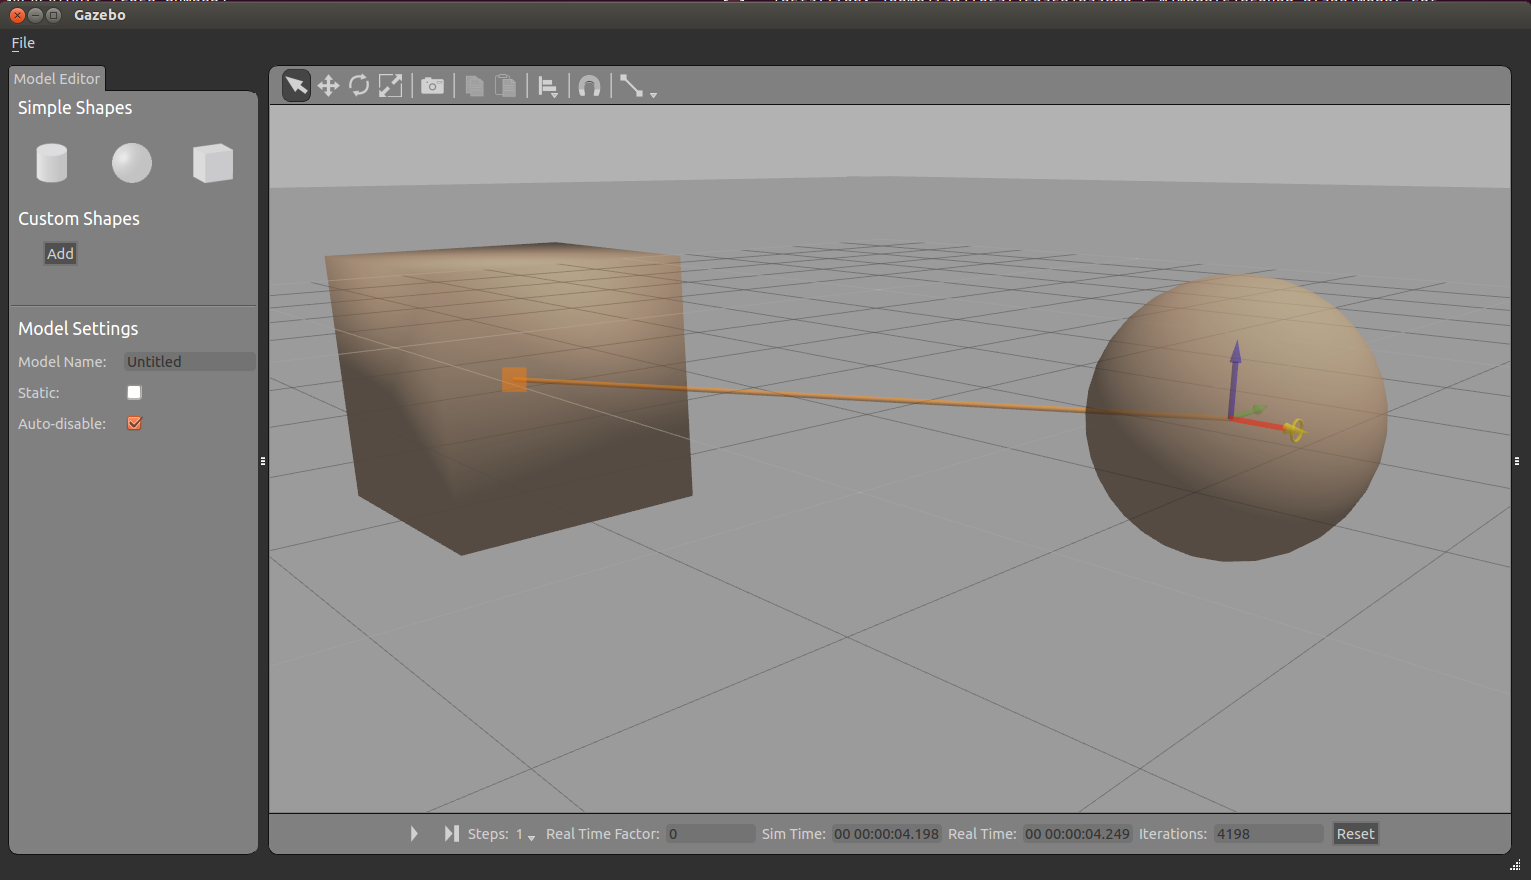 Gazebo
File
Model Editor
Simple Shapes
Custom Shapes
Add
Model Settings
Model Name: Untitled
Static:
Auto-disable:
Steps: 1 Real Time Factor: 0 Sim Time: 00 00:00:04.198 Real Time: 00 00:00:04.249 Iterations: 4198 Reset